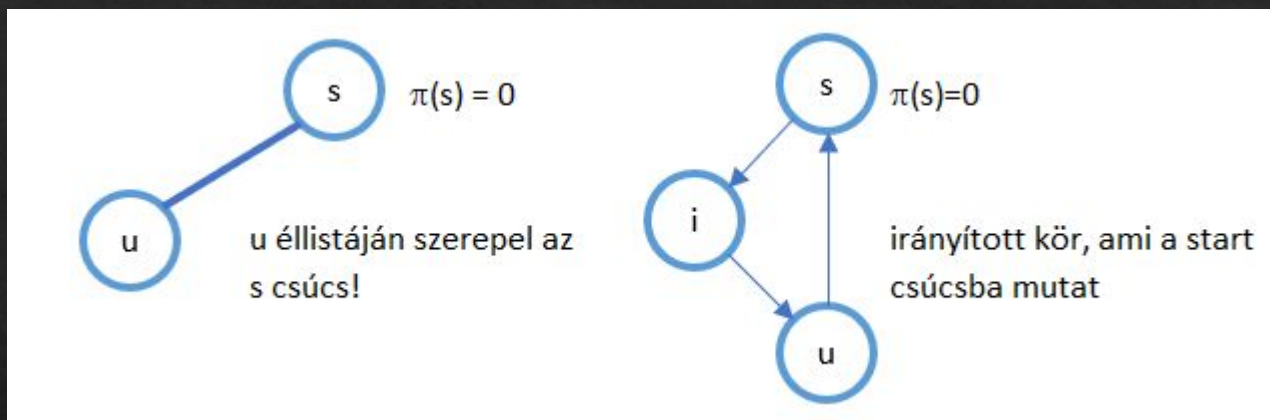 s
π(s) = 0
u
u éllistáján szerepel az
s csúcs!
s
π(s)=0
i
irányított kör, ami a start
csúcsba mutat
u